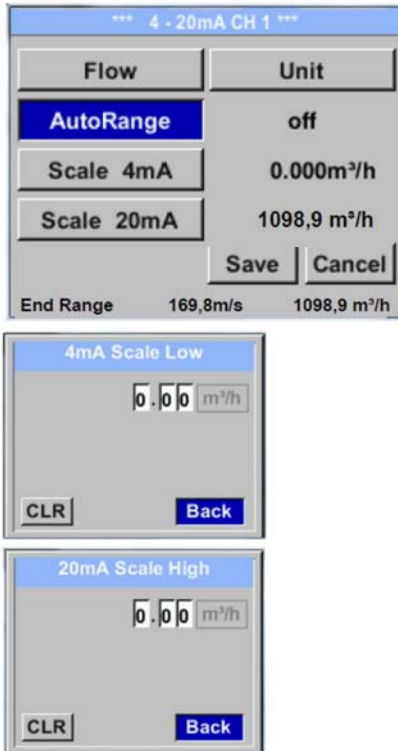 *** 4 - 20mA CH 1 ***
Flow Unit
AutoRange off
Scale 4mA 0.000m³/h
Scale 20mA 1098,9 m³/h
Save Cancel
End Range 169,8m/s 1098,9 m³/h
4mA Scale Low
0.00 m³/h
CLR Back
20mA Scale High
0.00 m³/h
CLR Back